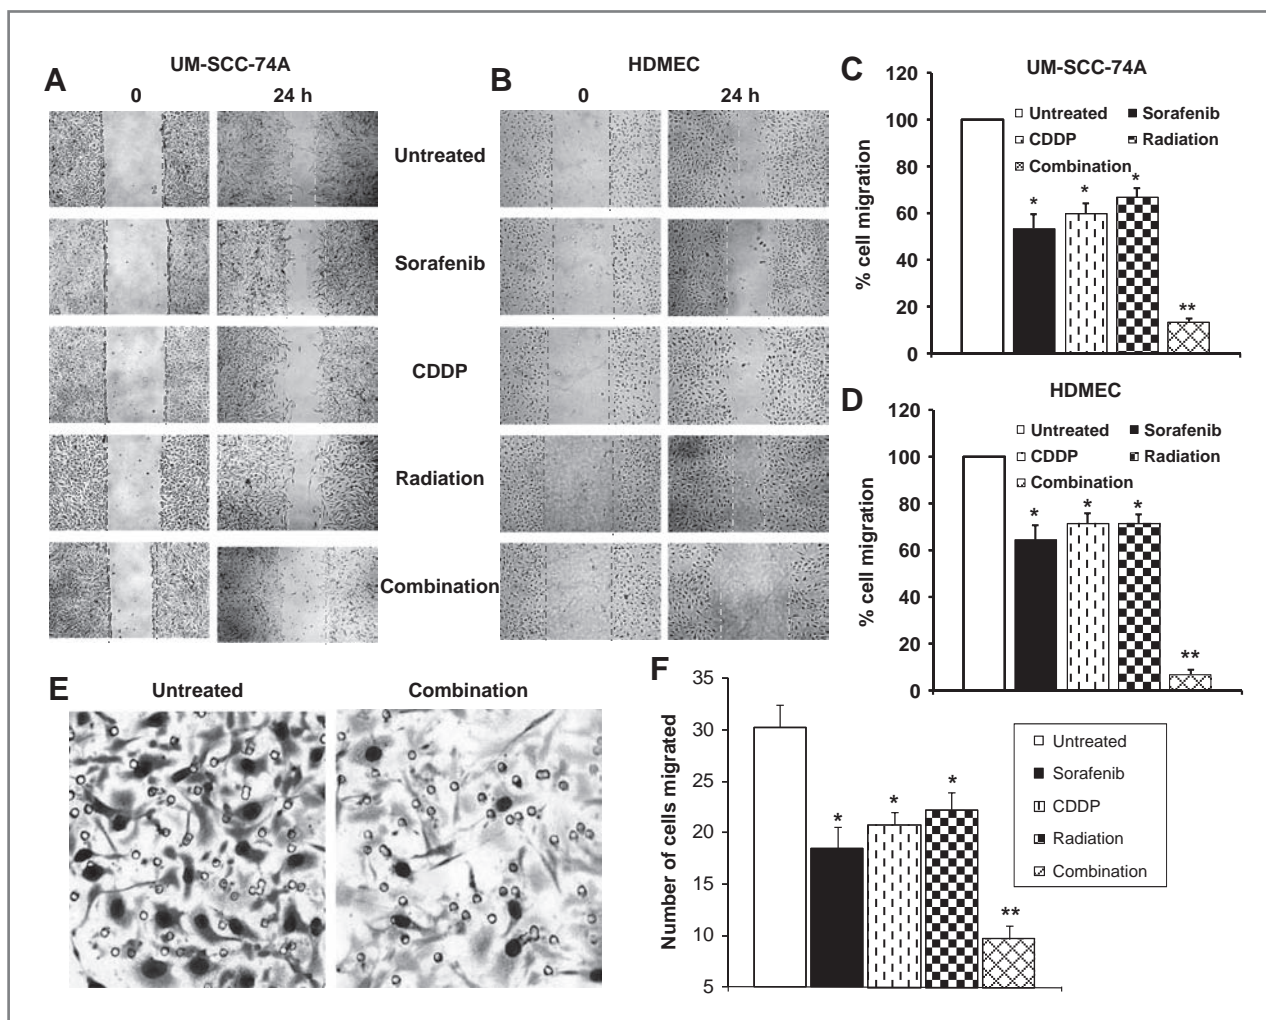 A
UM-SCC-74A
0 24 h
B
HDMEC
0 24 h
Untreated
Sorafenib
CDDP
Radiation
Combination
C
UM-SCC-74A
% cell migration
120
100
80
60
40
20
0
Untreated Sorafenib
CDDP Radiation
Combination
* * * **
D
HDMEC
% cell migration
120
100
80
60
40
20
0
Untreated Sorafenib
CDDP Radiation
Combination
* * * **
E
Untreated Combination
F
Number of cells migrated
35
30
25
20
15
10
5
* * * **
Untreated
Sorafenib
CDDP
Radiation
Combination